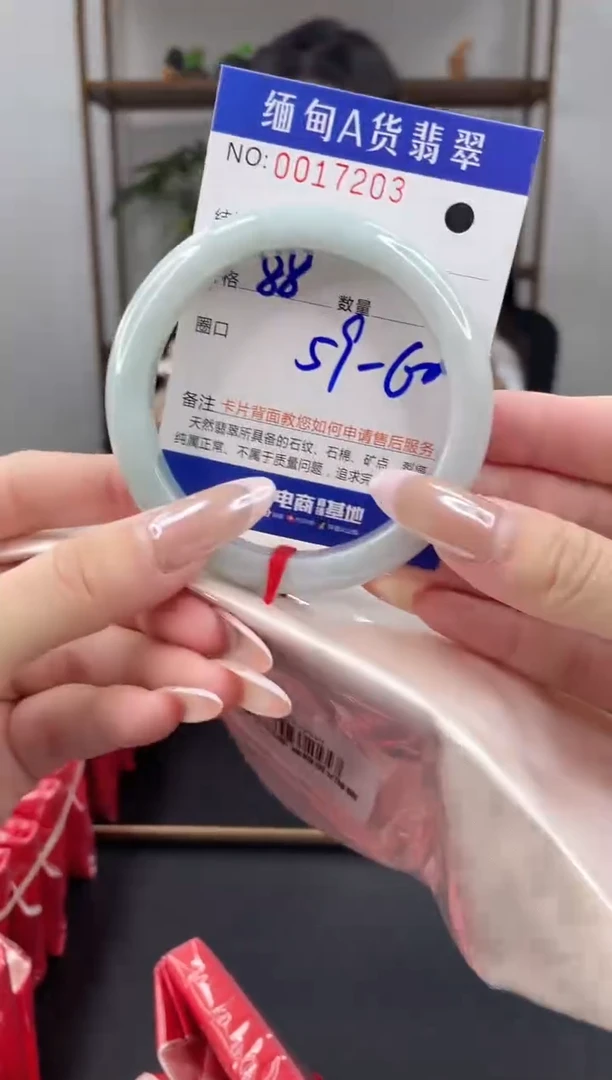 缅甸A货翡翠
NO: 0017203
格 88 数量
圈口 59-60
备注 卡片背面教您如何申请售后服务
天然翡翠所具备的石纹、石棉、矿点
纯属正常、不属于质量问题，追求完
电商 基地